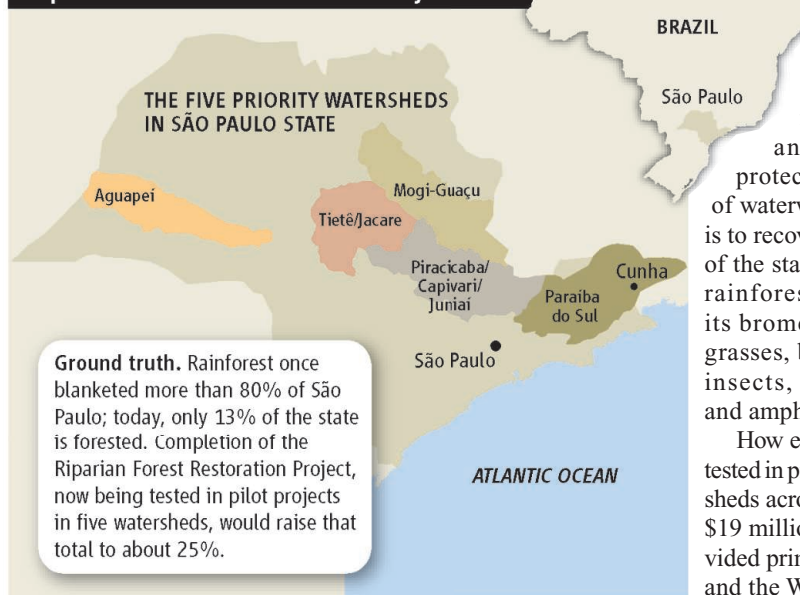 BRAZIL
São Paulo
THE FIVE PRIORITY WATERSHEDS
IN SÃO PAULO STATE
Aguapeí
Mogi-Guaçu
Tietê/Jacare
Piracicaba/
Capivari/
Juniaí
Paraíba
do Sul
Cunha
São Paulo
ATLANTIC OCEAN
Ground truth. Rainforest once
blanketed more than 80% of São
Paulo; today, only 13% of the state
is forested. Completion of the
Riparian Forest Restoration Project,
now being tested in pilot projects
in five watersheds, would raise that
total to about 25%.
an
protec
of waterw
is to recov
of the sta
rainfores
its brome
grasses, b
insects,
and amph
How e
tested in p
sheds acro
$19 millio
vided prin
and the W